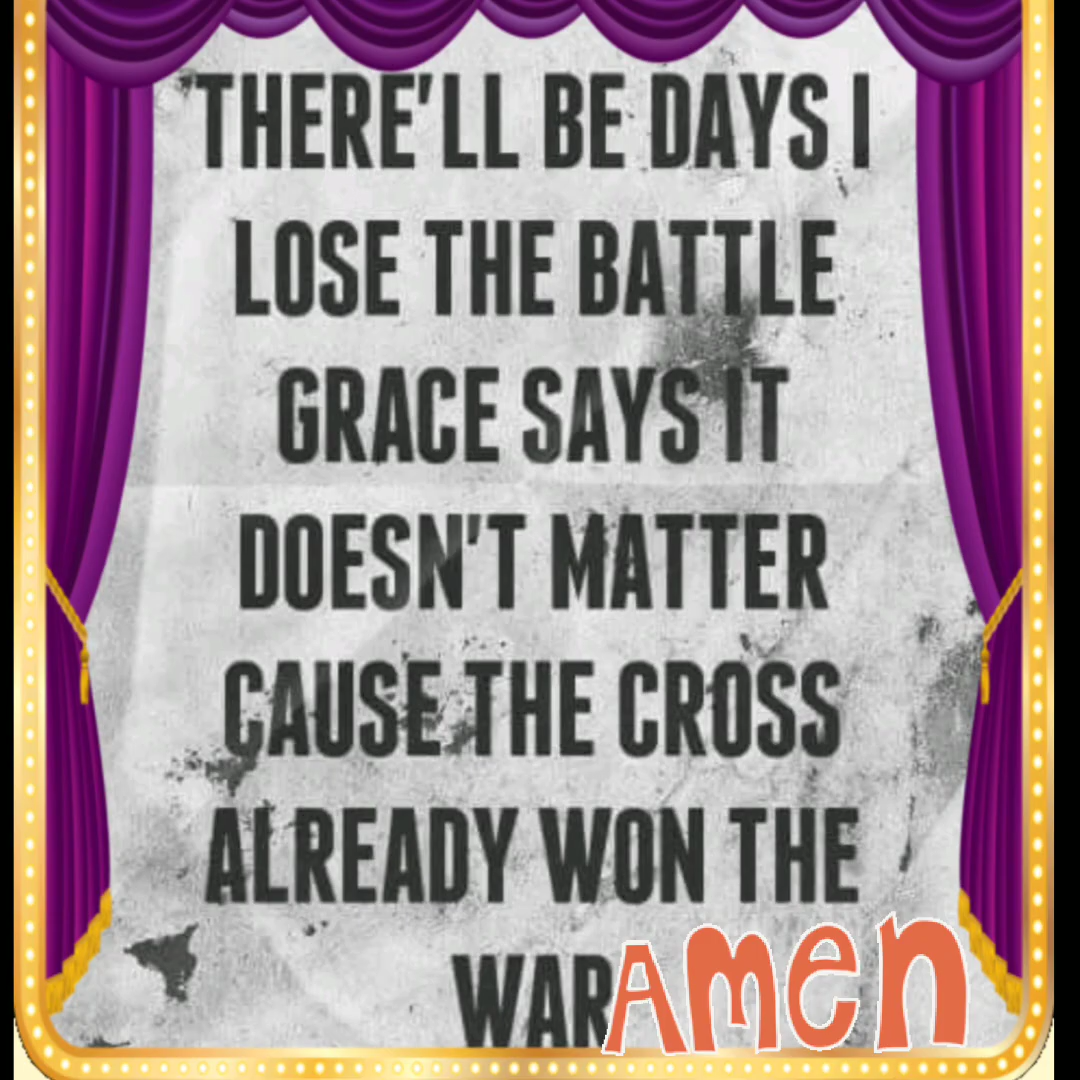 THERE'LL BE DAYS I
LOSE THE BATTLE
GRACE SAYS IT
DOESN'T MATTER
CAUSE THE CROSS
ALREADY WON THE
WAR
Amen